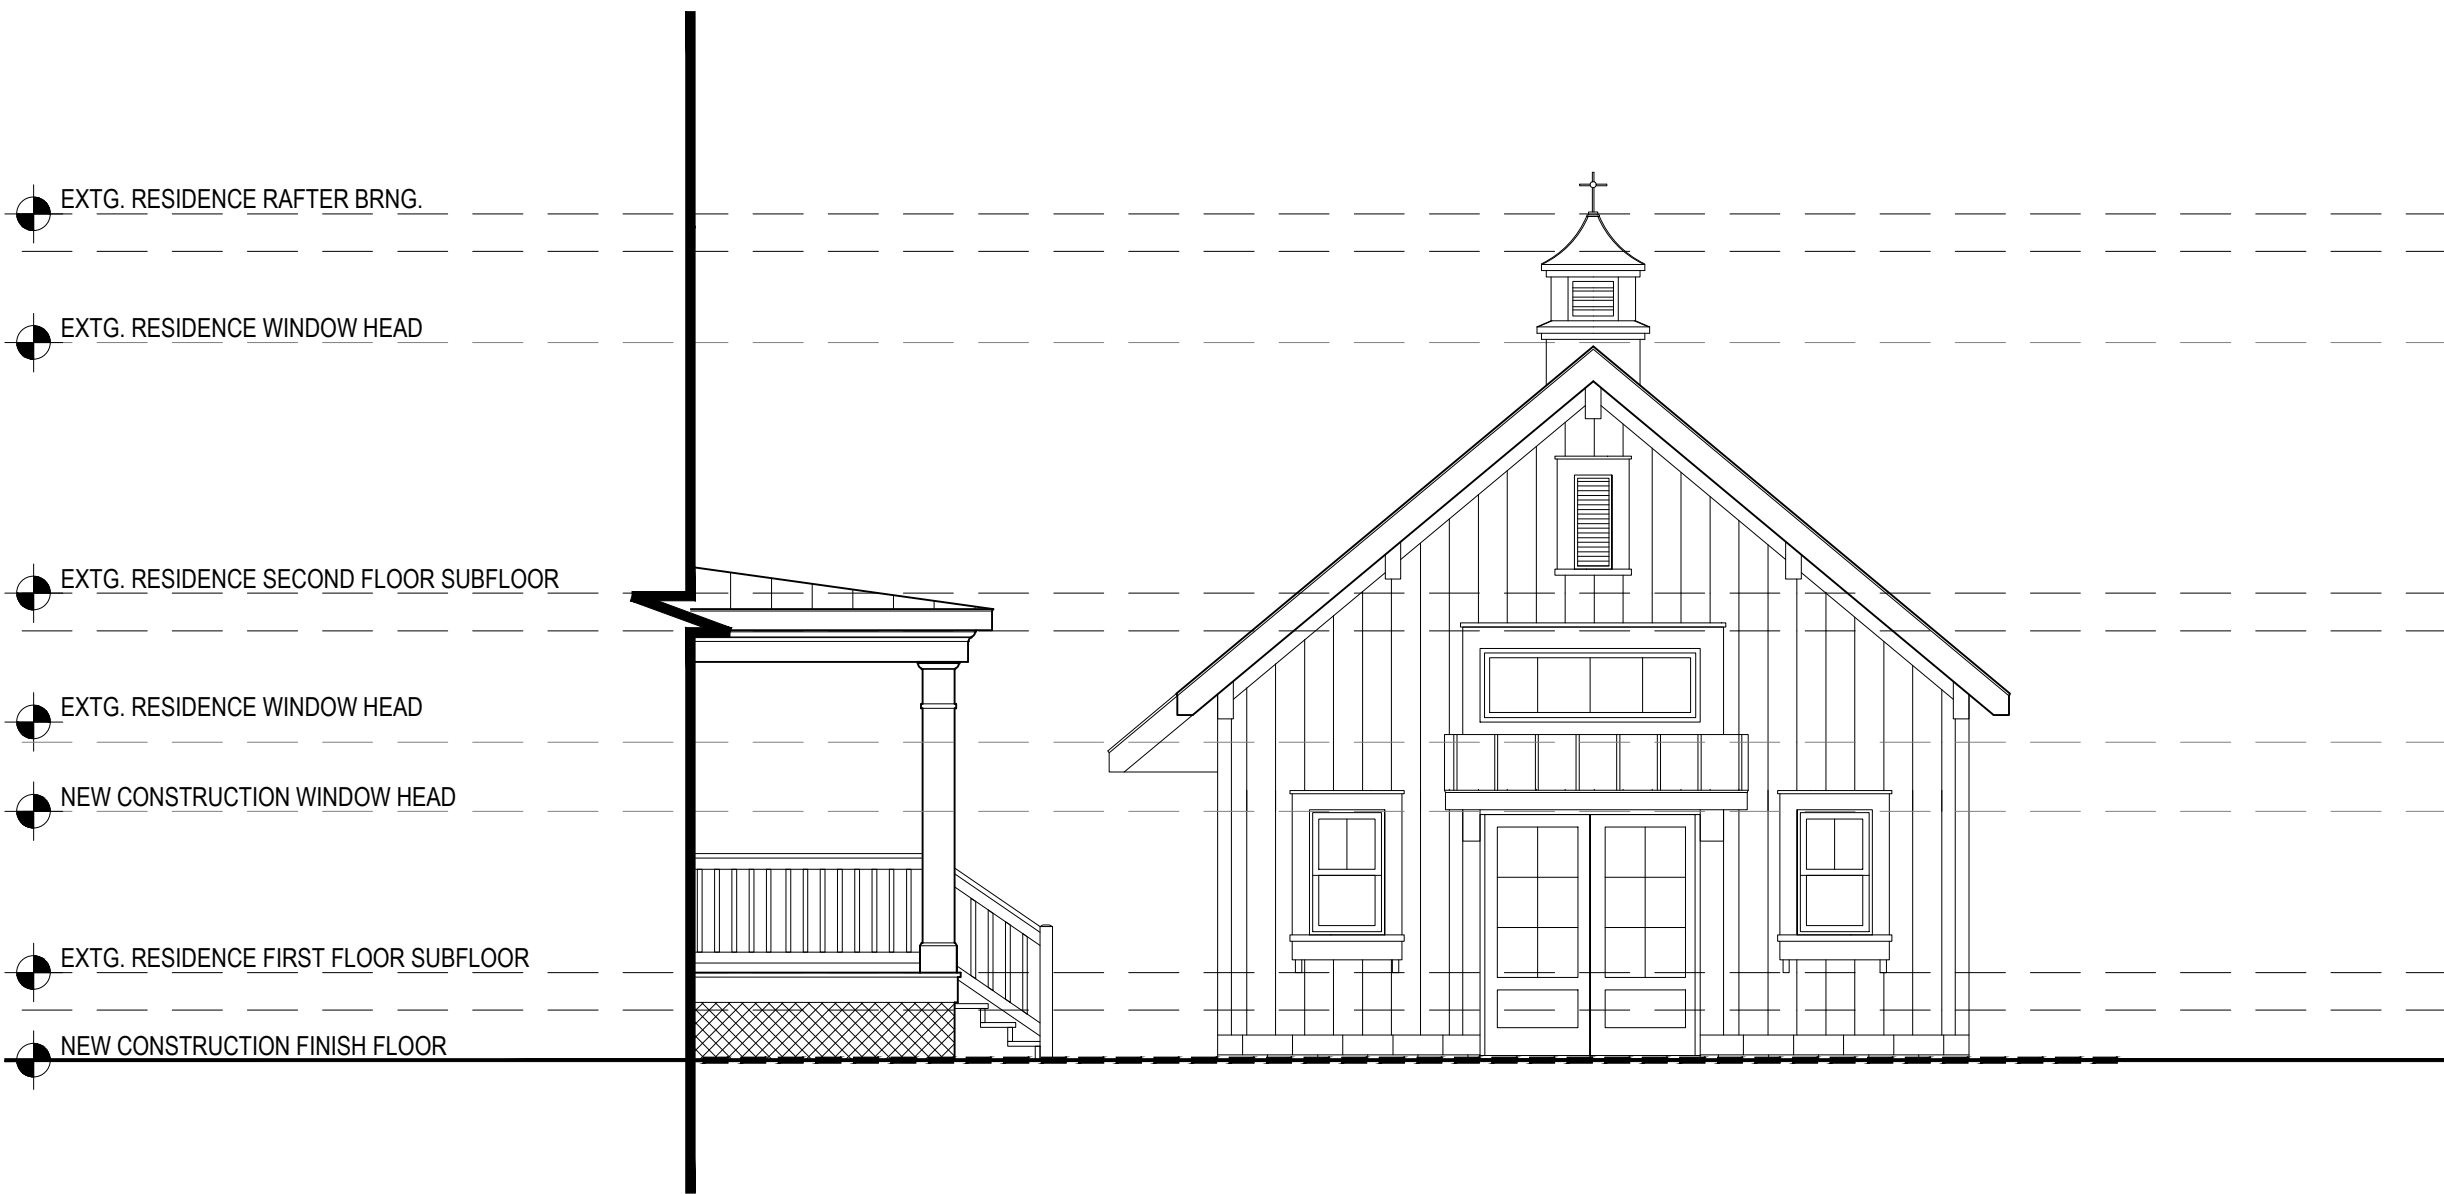 EXTG. RESIDENCE RAFTER BRNG.
EXTG. RESIDENCE WINDOW HEAD
EXTG. RESIDENCE SECOND FLOOR SUBFLOOR
EXTG. RESIDENCE WINDOW HEAD
NEW CONSTRUCTION WINDOW HEAD
EXTG. RESIDENCE FIRST FLOOR SUBFLOOR
NEW CONSTRUCTION FINISH FLOOR